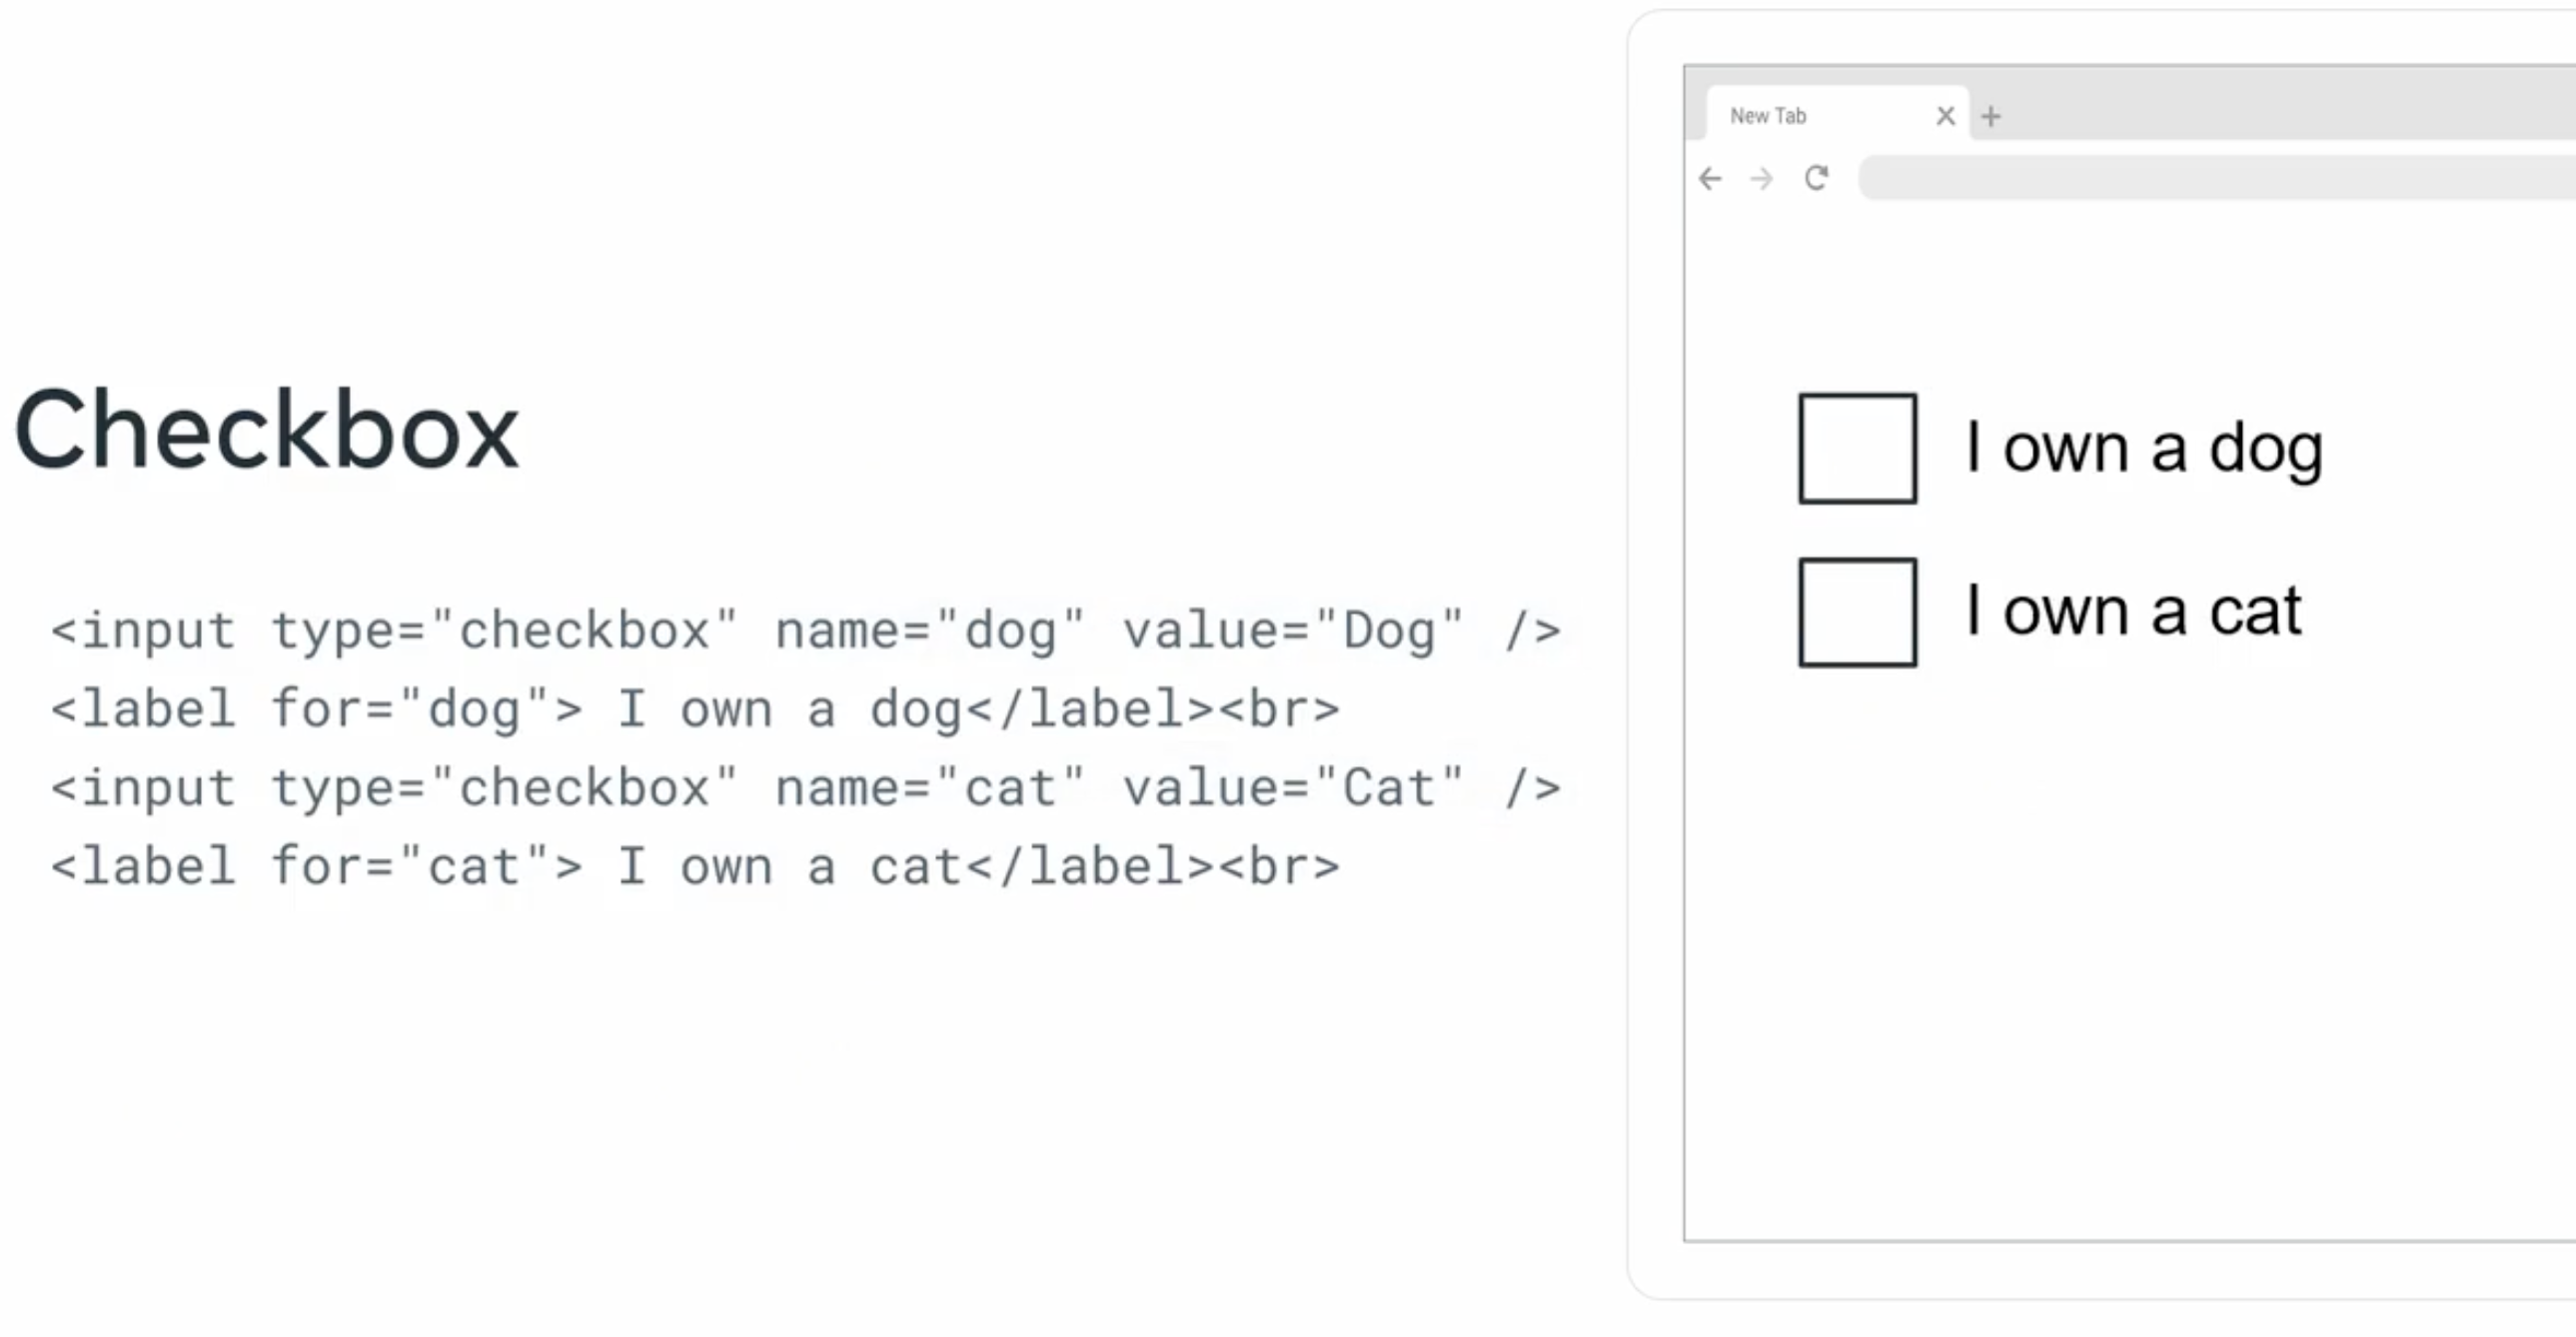 Checkbox
<input type="checkbox" name="dog" value="Dog" />
<label for="dog"> I own a dog</label><br>
<input type="checkbox" name="cat" value="Cat" />
<label for="cat"> I own a cat</label><br>
New Tab
I own a dog
I own a cat